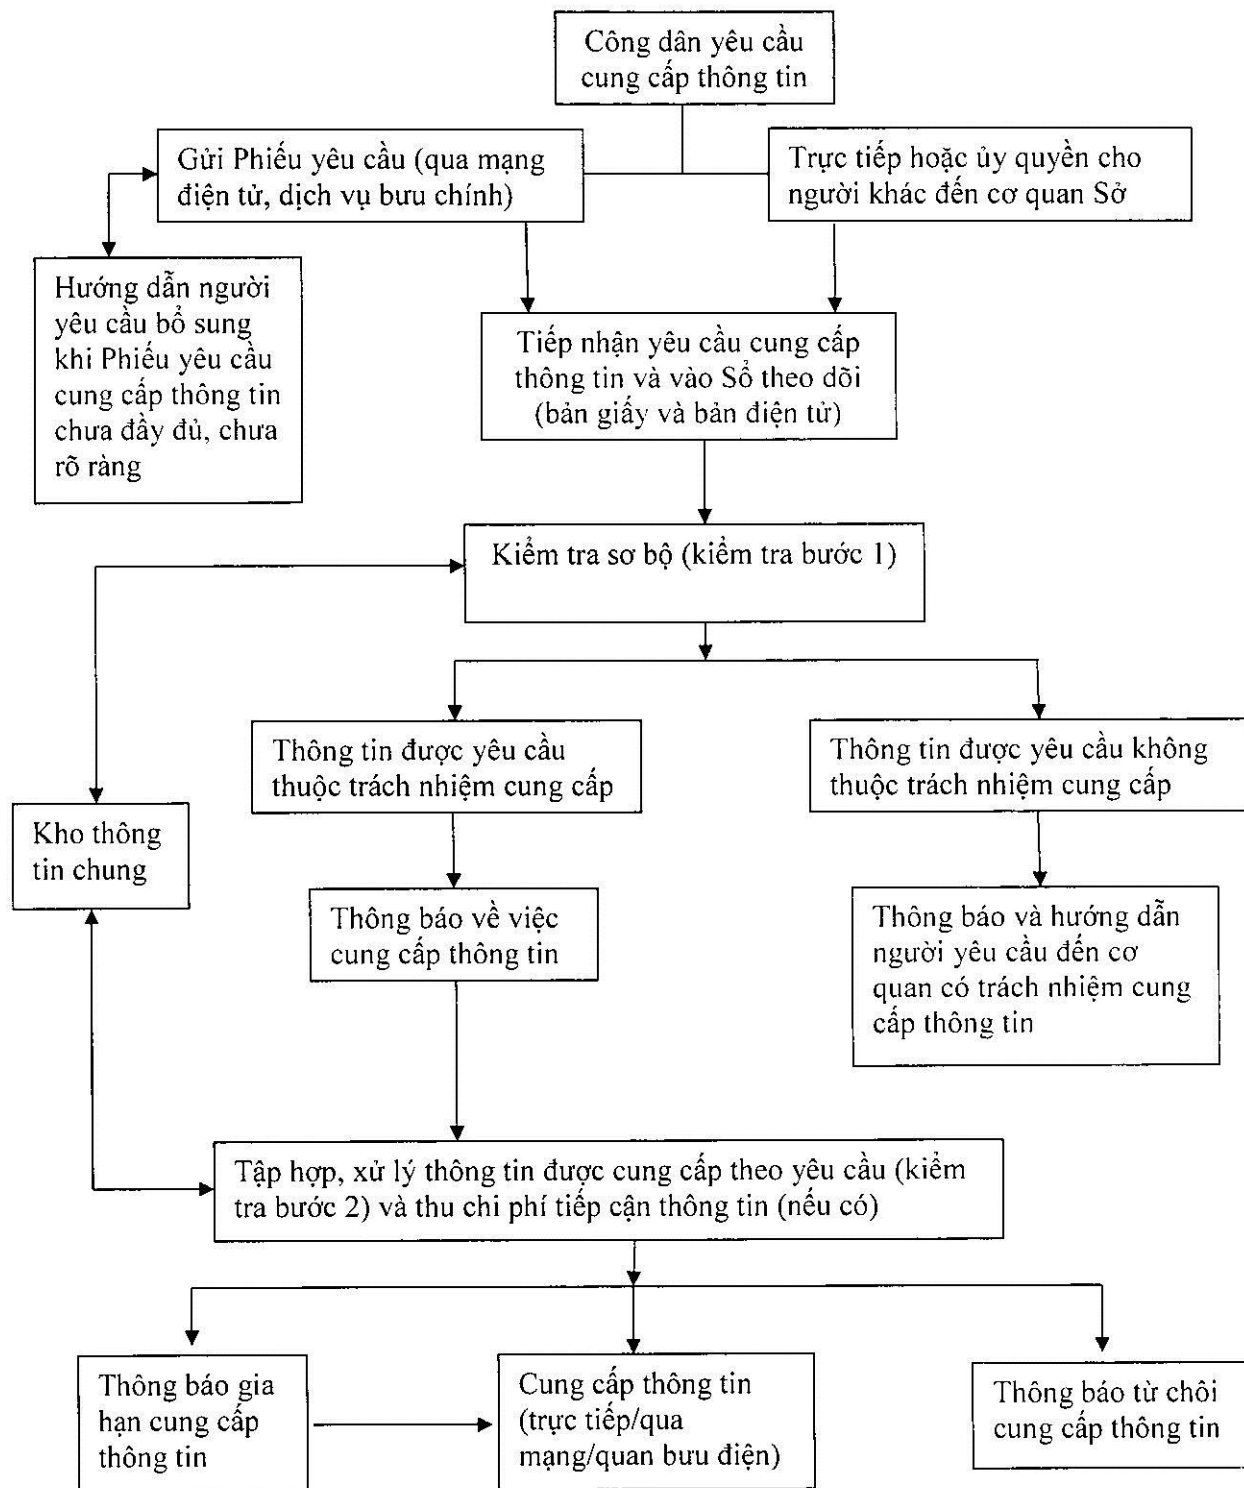 Công dân yêu cầu
cung cấp thông tin
Gửi Phiếu yêu cầu (qua mạng
điện tử, dịch vụ bưu chính)
Trực tiếp hoặc ủy quyền cho
người khác đến cơ quan Sở
Hướng dẫn người
yêu cầu bổ sung
khi Phiếu yêu cầu
cung cấp thông tin
chưa đầy đủ, chưa
rõ ràng
Tiếp nhận yêu cầu cung cấp
thông tin và vào Sổ theo dõi
(bản giấy và bản điện tử)
Kiểm tra sơ bộ (kiểm tra bước 1)
Thông tin được yêu cầu
thuộc trách nhiệm cung cấp
Thông tin được yêu cầu không
thuộc trách nhiệm cung cấp
Kho thông
tin chung
Thông báo về việc
cung cấp thông tin
Thông báo và hướng dẫn
người yêu cầu đến cơ
quan có trách nhiệm cung
cấp thông tin
Tập hợp, xử lý thông tin được cung cấp theo yêu cầu (kiểm
tra bước 2) và thu chi phí tiếp cận thông tin (nếu có)
Thông báo gia
hạn cung cấp
thông tin
Cung cấp thông tin
(trực tiếp/qua
mạng/quan bưu điện)
Thông báo từ chôi
cung cấp thông tin